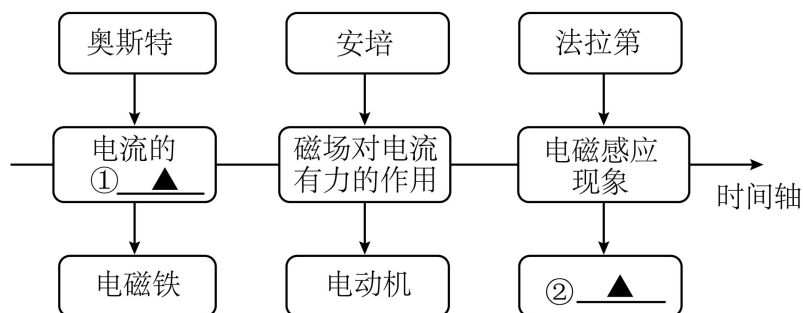 奥斯特
安培
法拉第
电流的
①▲
磁场对电流
有力的作用
电磁感应
现象
时间轴
电磁铁
电动机
②▲